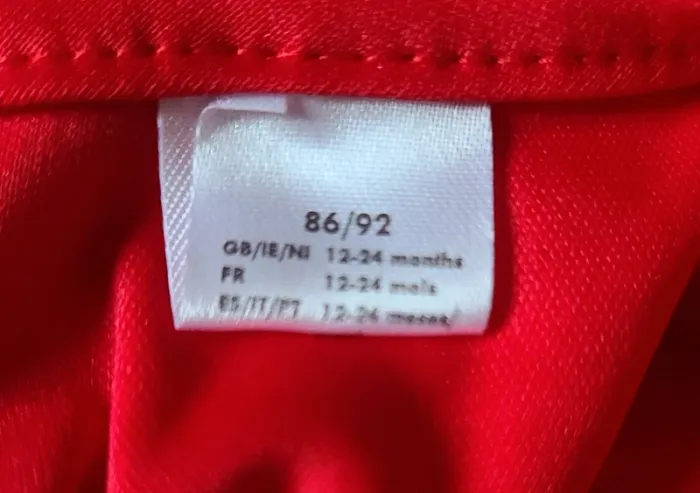 86/92
GB/IE/NI 12-24 months
FR 12-24 mois
ES/IT/PT 12-24 meses/